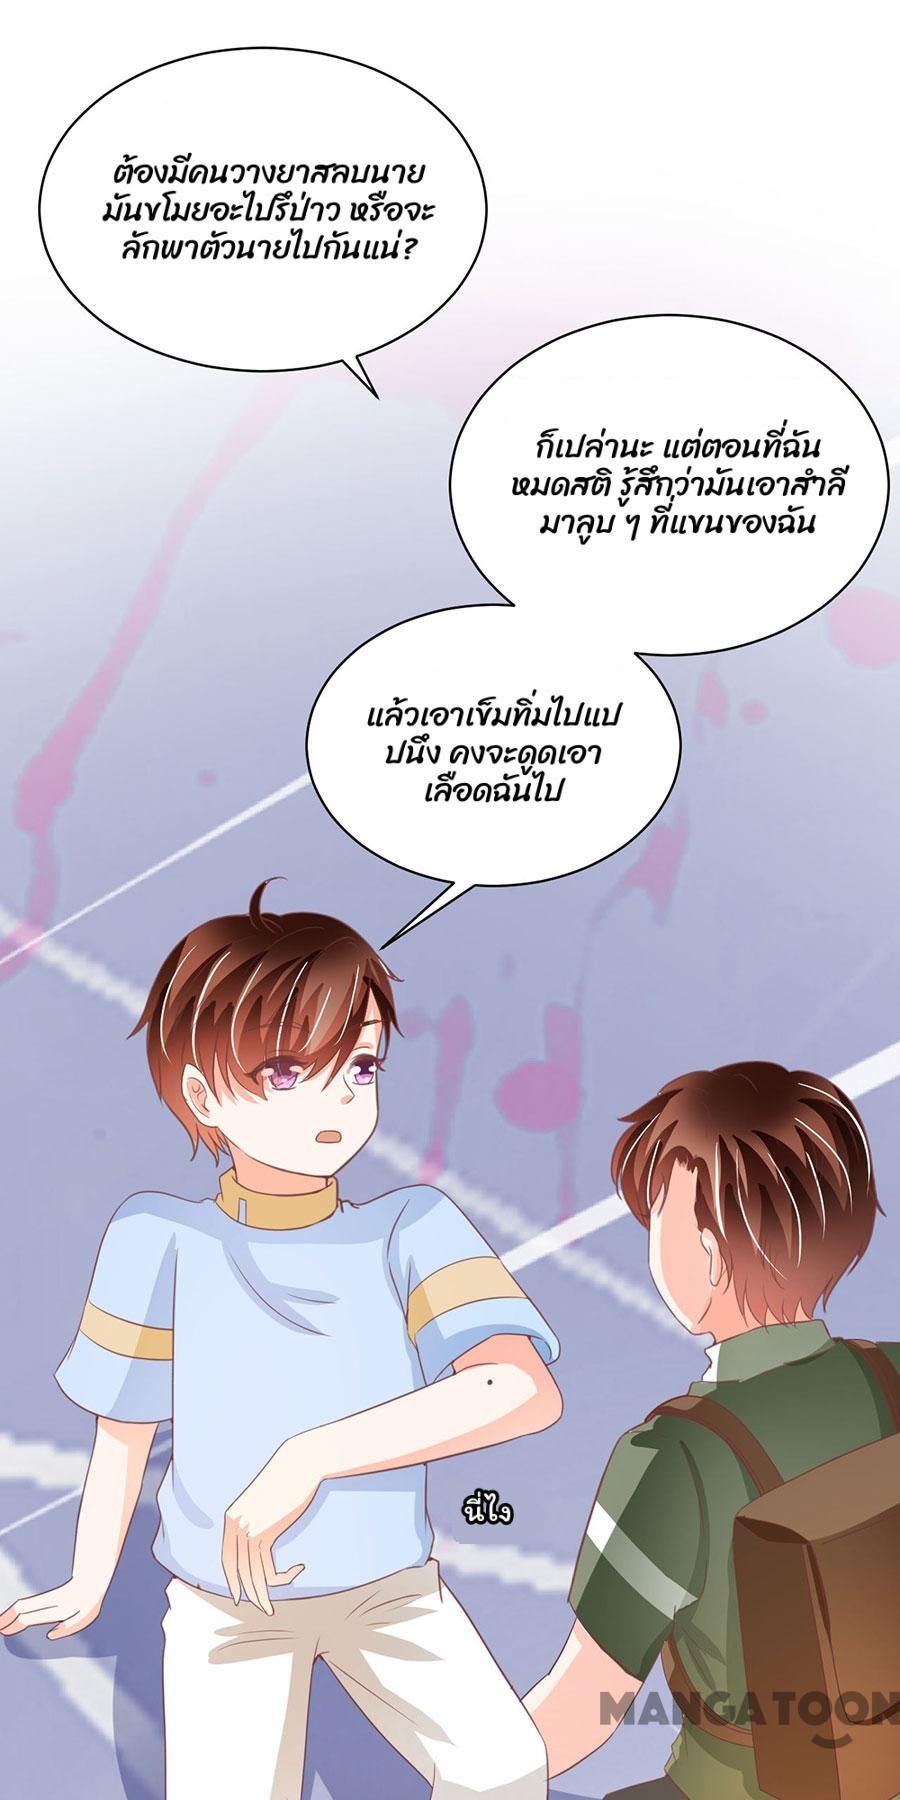 ต้องมีคนวางยาสลบนาย
มันขโมยอะไปรึป่าว หรือจะ
ลักพาตัวนายไปกันแน่?
ก็เปล่านะ แต่ตอนที่ฉัน
หมดสติ รู้สึกว่ามันเอาสำลี
มาลูบ ๆ ที่แขนของฉัน
แล้วเอาเข็มทิ่มไปแป
ปนึง คงจะดูดเอา
เลือดฉันไป
นี่ไง
MANGATOON